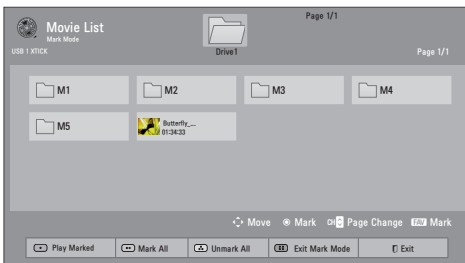 Page 1/1
Movie List
Mark Mode
USB 1 XTICK
Drive1
Page 1/1
M1
M2
M3
M4
M5
Butterfly_...
01:34:33
Move
Mark
CH
Page Change
FAV
Mark
Play Marked
Mark All
Unmark All
Exit Mark Mode
Exit